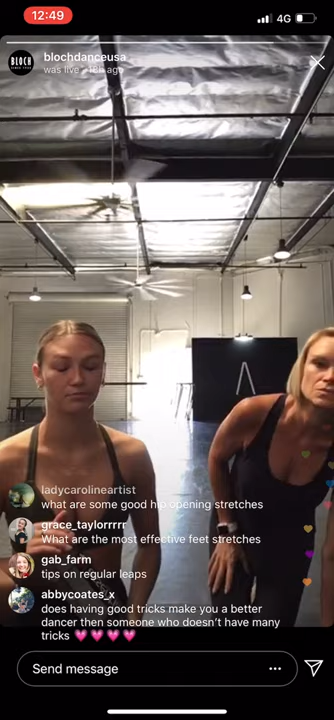 12:49
4G
BLOCH
blochdanceusa
was live · 18h ago
ladycarolineartist
what are some good hip opening stretches
grace_taylorrrrr
What are the most effective feet stretches
gab_farm
tips on regular leaps
abbycoates_x
does having good tricks make you a better
dancer then someone who doesn't have many
tricks 💗💗💗💗
Send message